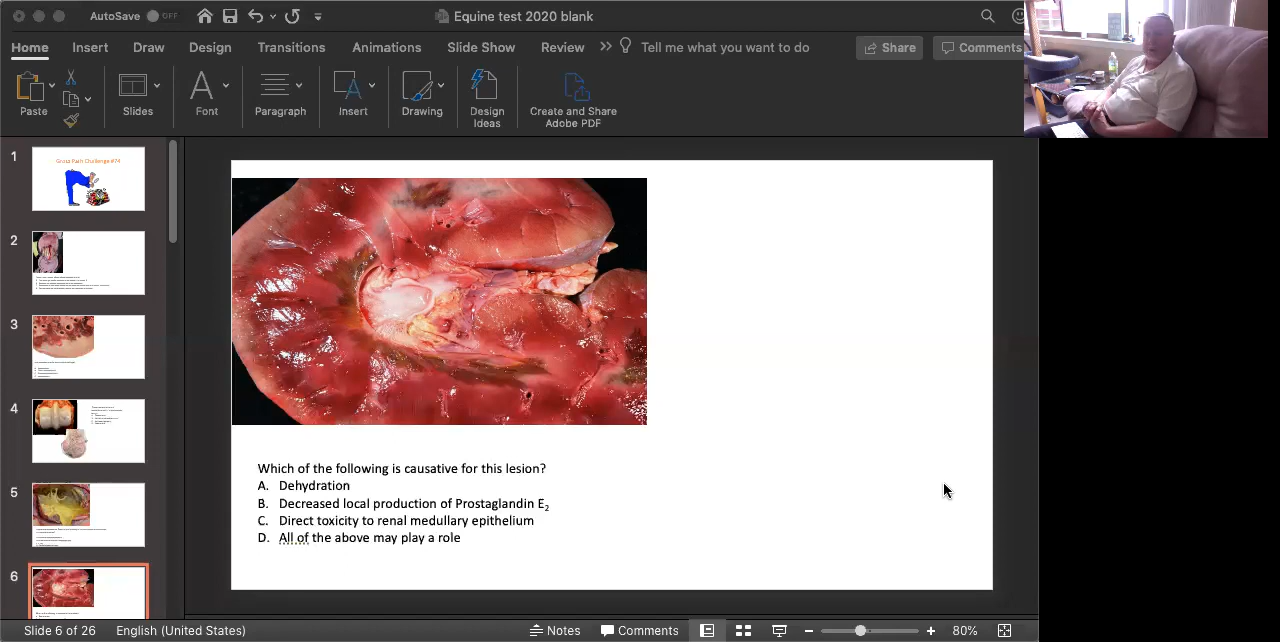 AutoSave OFF
Equine test 2020 blank
Home Insert Draw Design Transitions Animations Slide Show Review Tell me what you want to do Share Comments
Paste Slides Font Paragraph Insert Drawing Design Ideas Create and Share Adobe PDF
1
Gross Path Challenge #74
2
3
4
5
6
Which of the following is causative for this lesion?
A. Dehydration
B. Decreased local production of Prostaglandin E2
C. Direct toxicity to renal medullary epithelium
D. All of the above may play a role
Slide 6 of 26 English (United States) Notes Comments 80%